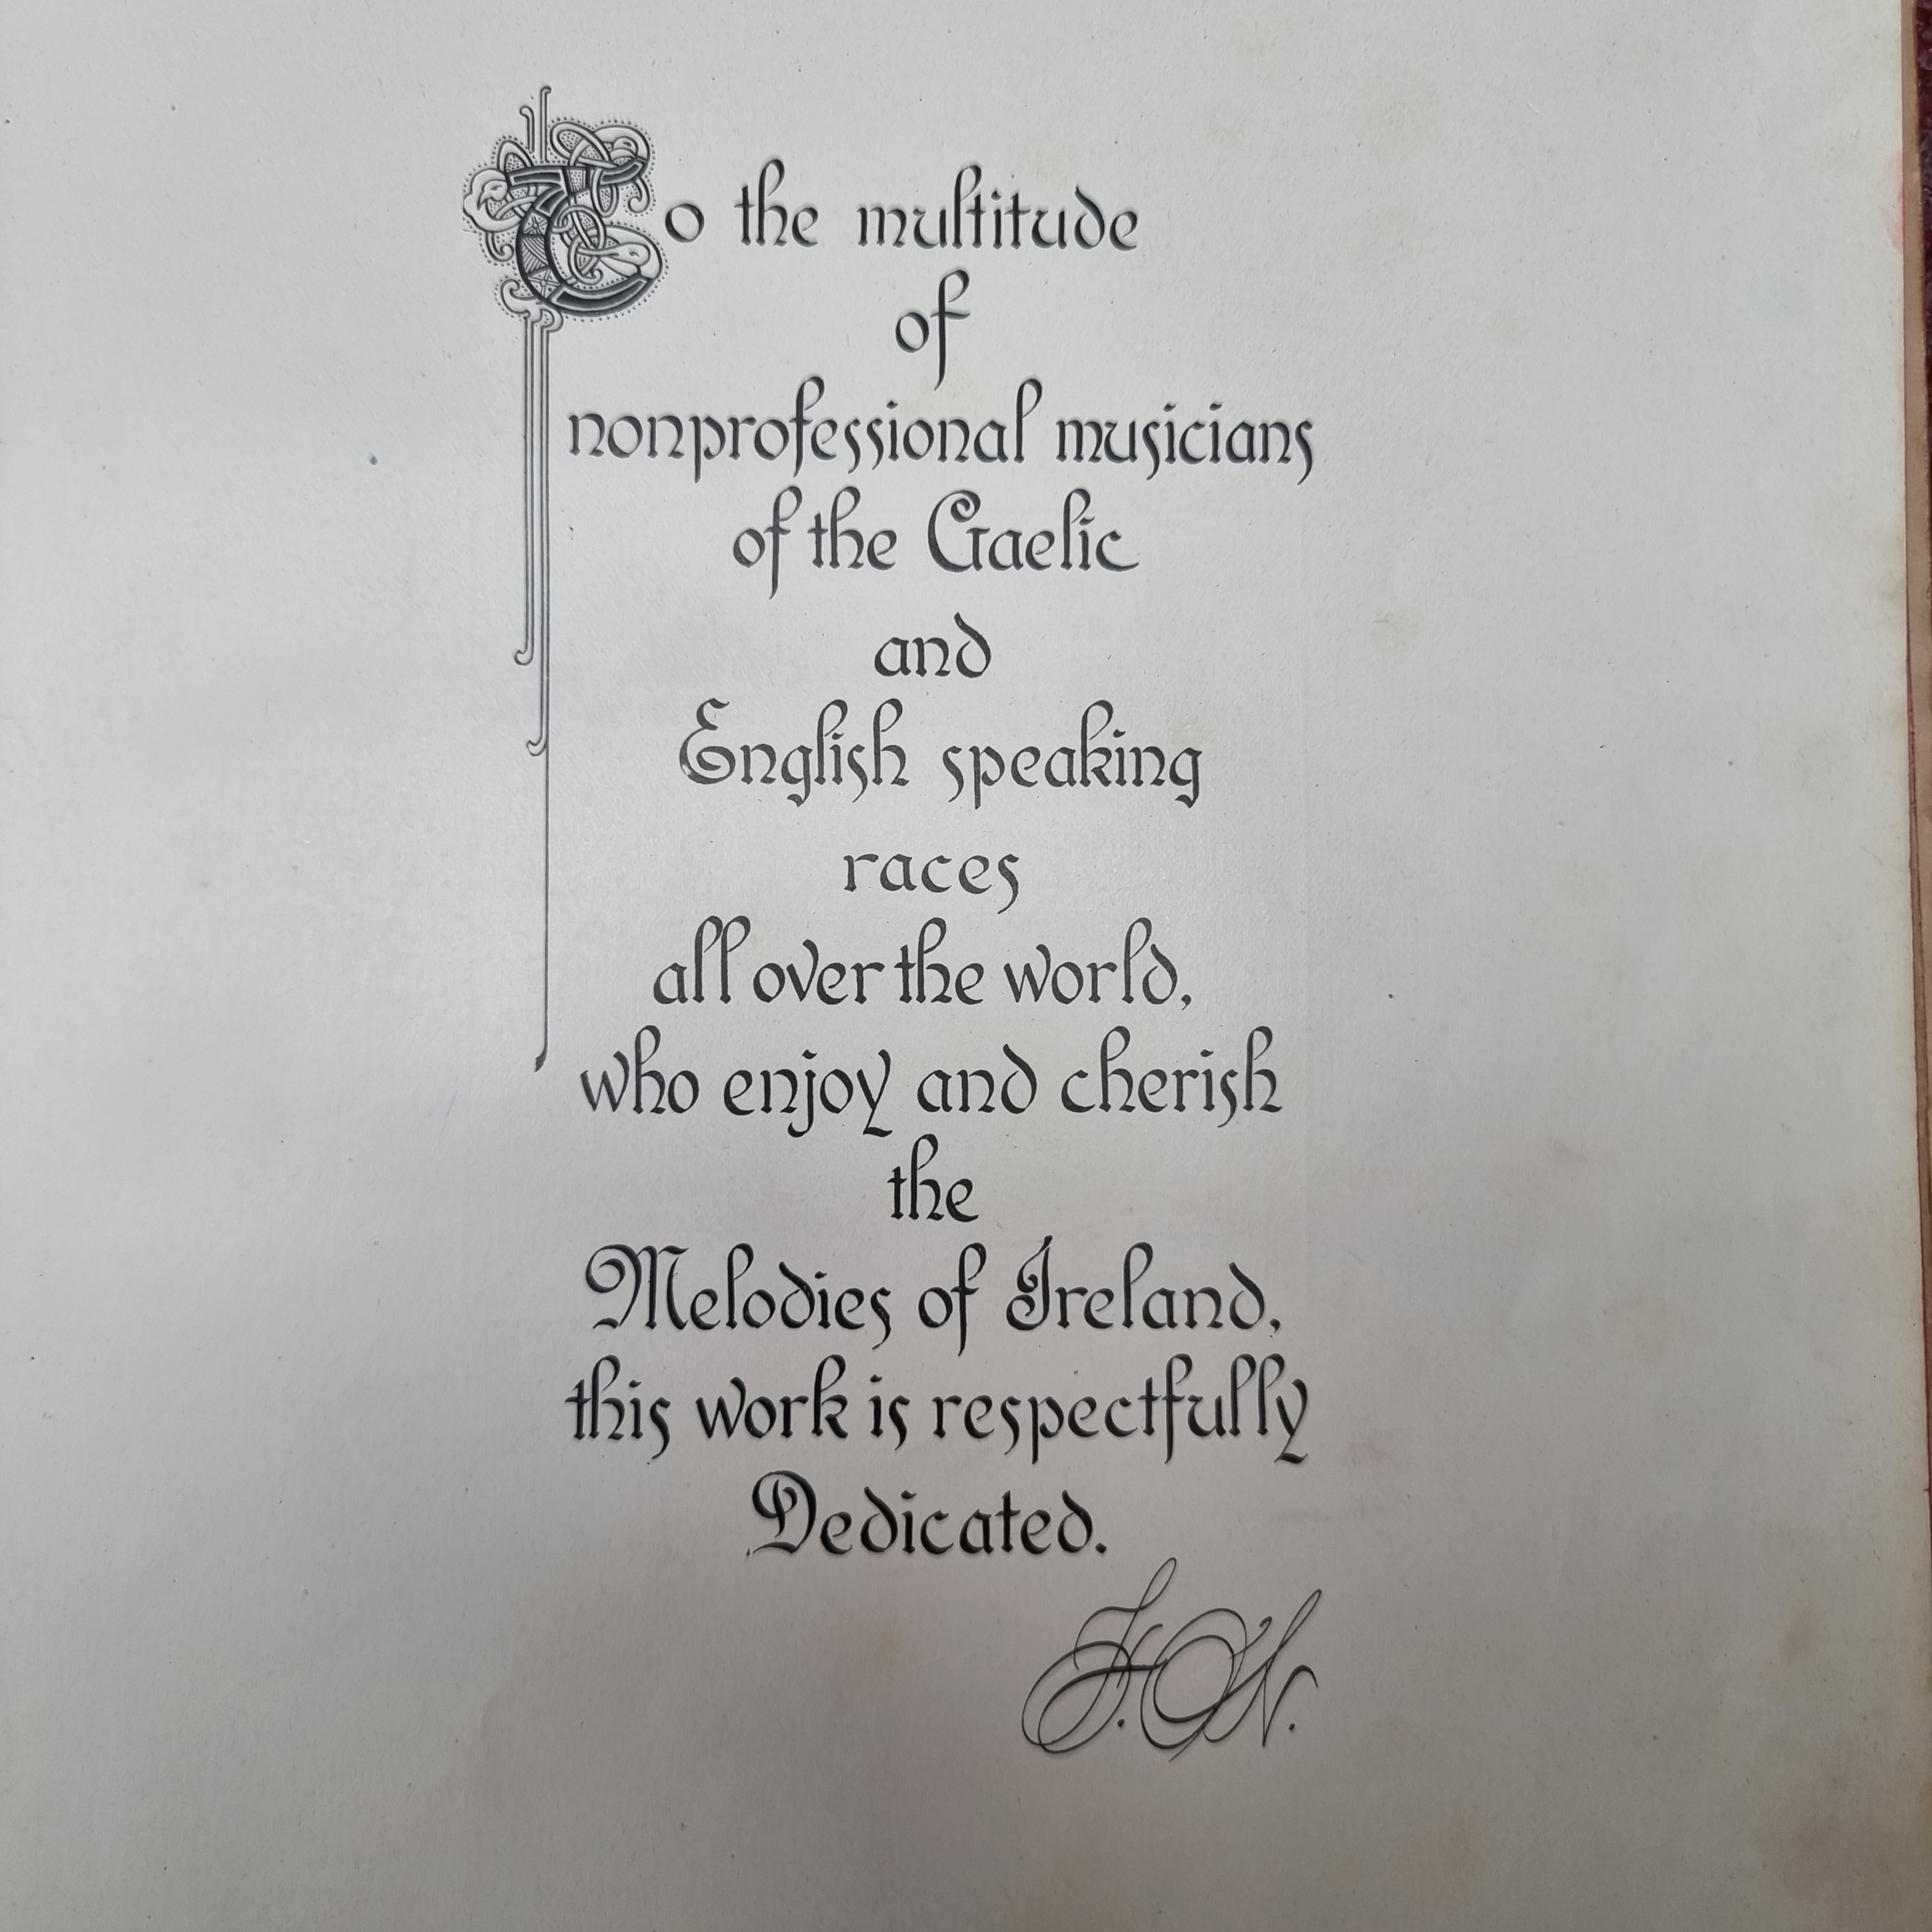 To the multitude
of
nonprofessional musicians
of the Gaelic
and
English speaking
races
all over the world,
who enjoy and cherish
the
Melodies of Ireland,
this work is respectfully
Dedicated.
F.O'N.